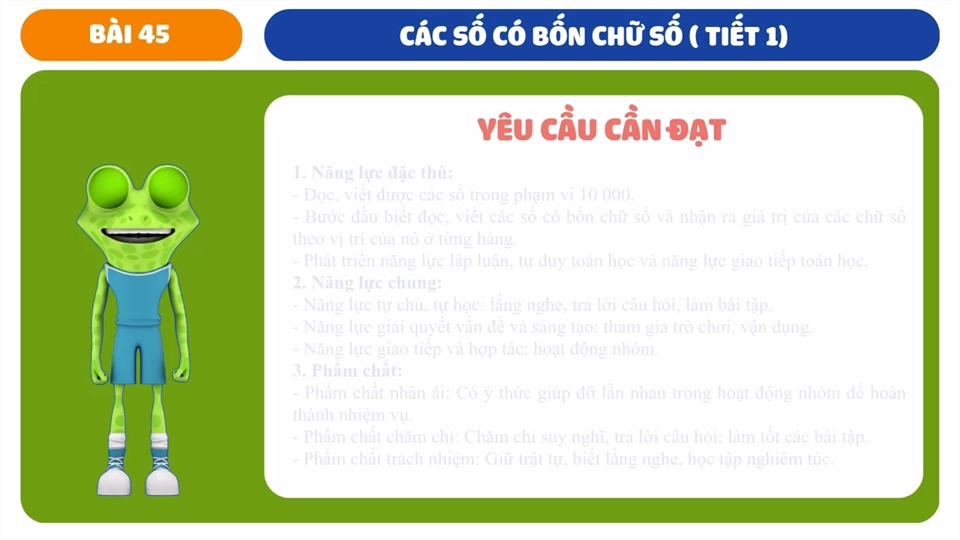 BÀI 45
CÁC SỐ CÓ BỐN CHỮ SỐ ( TIẾT 1)
YÊU CẦU CẦN ĐẠT
1. Năng lực đặc thù:
- Đọc, viết được các số trong phạm vi 10 000.
- Bước đầu biết đọc, viết các số có bốn chữ số và nhận ra giá trị của các chữ số
theo vị trí của nó ở từng hàng.
- Phát triển năng lực lập luận, tư duy toán học và năng lực giao tiếp toán học.
2. Năng lực chung:
- Năng lực tự chủ, tự học: lắng nghe, trả lời câu hỏi, làm bài tập.
- Năng lực giải quyết vấn đề và sáng tạo: tham gia trò chơi, vận dụng.
- Năng lực giao tiếp và hợp tác: hoạt động nhóm.
3. Phẩm chất:
- Phẩm chất nhân ái: Có ý thức giúp đỡ lẫn nhau trong hoạt động nhóm để hoàn
thành nhiệm vụ.
- Phẩm chất chăm chỉ: Chăm chỉ suy nghĩ, trả lời câu hỏi: làm tốt các bài tập.
- Phẩm chất trách nhiệm: Giữ trật tự, biết lắng nghe, học tập nghiêm túc.